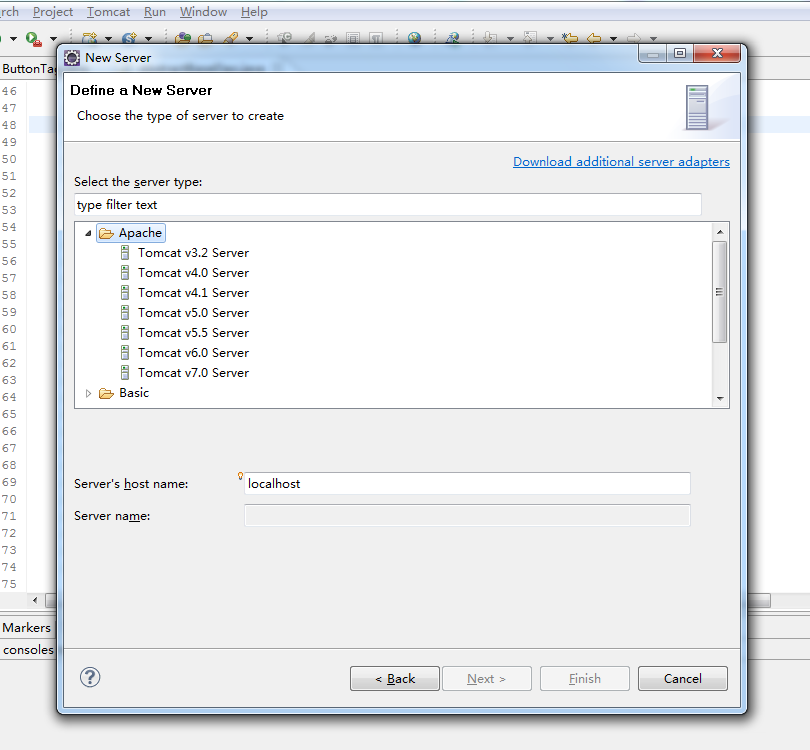 rch Project Tomcat Run Window Help
New Server
ButtonTa
Define a New Server
Choose the type of server to create
Download additional server adapters
Select the server type:
type filter text
Apache
Tomcat v3.2 Server
Tomcat v4.0 Server
Tomcat v4.1 Server
Tomcat v5.0 Server
Tomcat v5.5 Server
Tomcat v6.0 Server
Tomcat v7.0 Server
Basic
Server's host name: localhost
Server name:
< Back Next > Finish Cancel
46
47
48
49
50
51
52
53
54
55
56
57
58
59
60
61
62
63
64
65
66
67
68
69
70
71
72
73
74
75
Markers
consoles